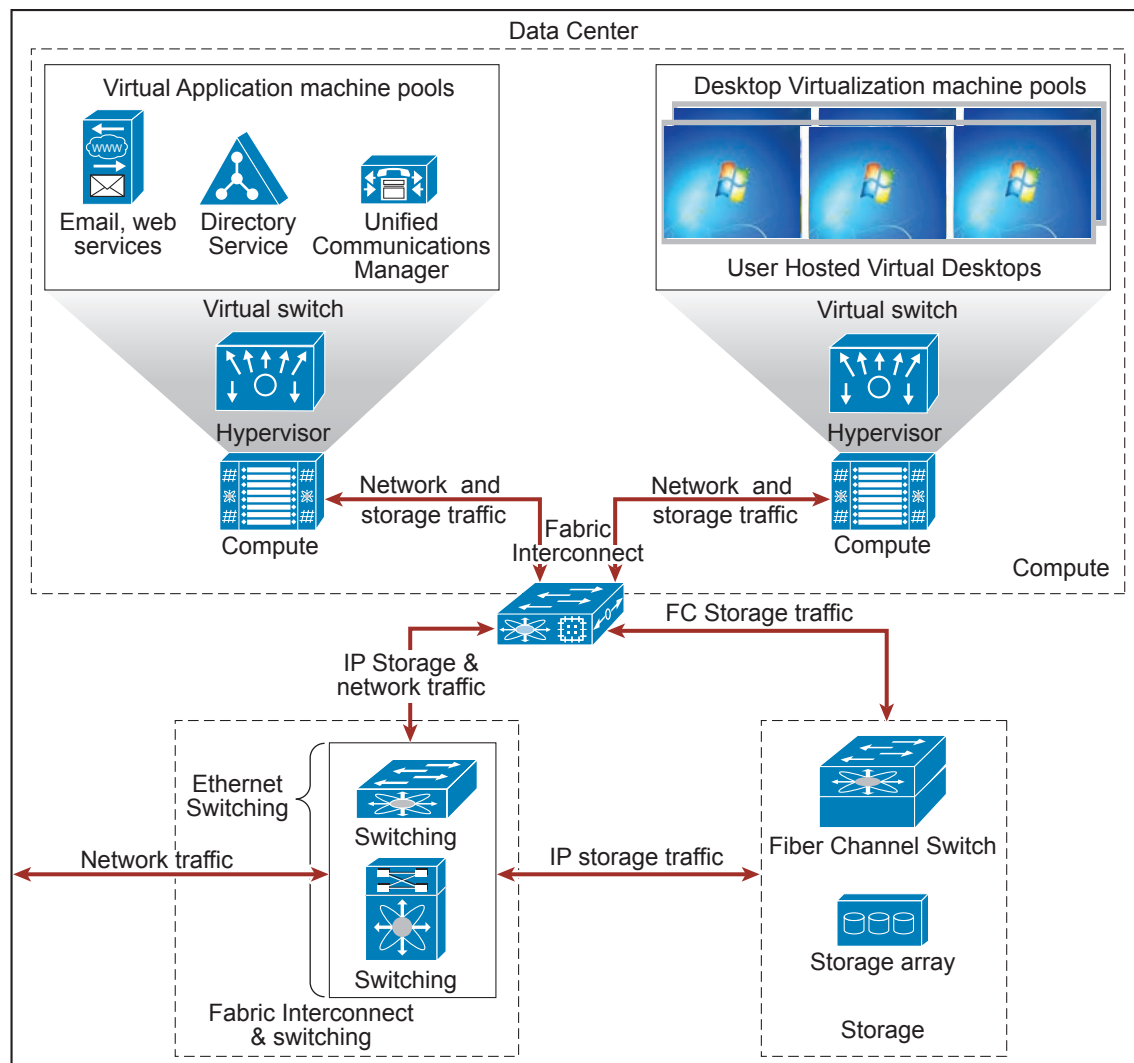 Data Center
Virtual Application machine pools
WWW
Email, web
services
Directory
Service
Unified
Communications
Manager
Desktop Virtualization machine pools
User Hosted Virtual Desktops
Virtual switch
Hypervisor
Compute
Virtual switch
Hypervisor
Compute
Network and
storage traffic
Network and
storage traffic
Fabric
Interconnect
Compute
FC Storage traffic
IP Storage &
network traffic
Ethernet
Switching
Switching
Switching
Network traffic
IP storage traffic
Fabric Interconnect
& switching
Fiber Channel Switch
Storage array
Storage